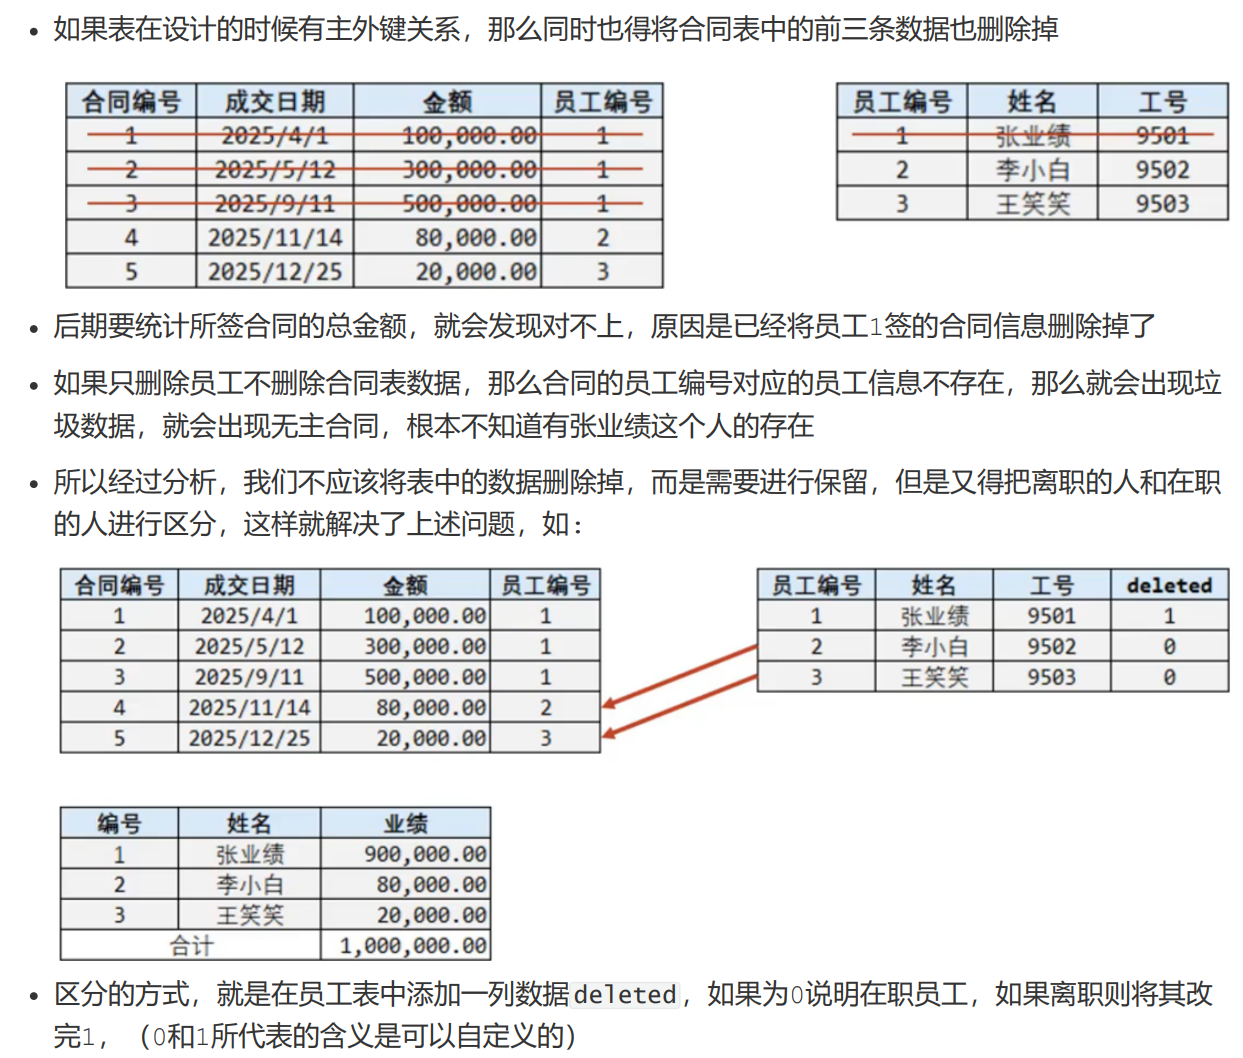 • 如果表在设计的时候有主外键关系，那么同时也得将合同表中的前三条数据也删除掉
合同编号 成交日期 金额 员工编号
1 2025/4/1 100,000.00 1
2 2025/5/12 300,000.00 1
3 2025/9/11 500,000.00 1
4 2025/11/14 80,000.00 2
5 2025/12/25 20,000.00 3
员工编号 姓名 工号
1 张业绩 9501
2 李小白 9502
3 王笑笑 9503
• 后期要统计所签合同的总金额，就会发现对不上，原因是已经将员工1签的合同信息删除掉了
• 如果只删除员工不删除合同表数据，那么合同的员工编号对应的员工信息不存在，那么就会出现垃
圾数据，就会出现无主合同，根本不知道有张业绩这个人的存在
• 所以经过分析，我们不应该将表中的数据删除掉，而是需要进行保留，但是又得把离职的人和在职
的人进行区分，这样就解决了上述问题，如：
合同编号 成交日期 金额 员工编号
1 2025/4/1 100,000.00 1
2 2025/5/12 300,000.00 1
3 2025/9/11 500,000.00 1
4 2025/11/14 80,000.00 2
5 2025/12/25 20,000.00 3
员工编号 姓名 工号 deleted
1 张业绩 9501 1
2 李小白 9502 0
3 王笑笑 9503 0
编号 姓名 业绩
1 张业绩 900,000.00
2 李小白 80,000.00
3 王笑笑 20,000.00
合计 1,000,000.00
• 区分的方式，就是在员工表中添加一列数据deleted，如果为0说明在职员工，如果离职则将其改
完1，（0和1所代表的含义是可以自定义的）